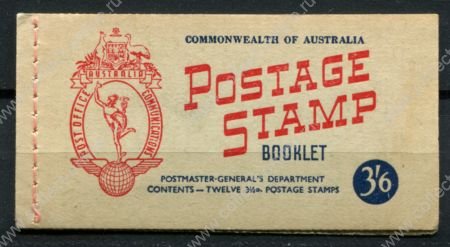 COMMONWEALTH OF AUSTRALIA
AUSTRALIA
POST OFFICE COMMUNICATIONS
POSTAGE
STAMP
BOOKLET
3/6
POSTMASTER-GENERAL'S DEPARTMENT
CONTENTS — TWELVE 3½D. POSTAGE STAMPS